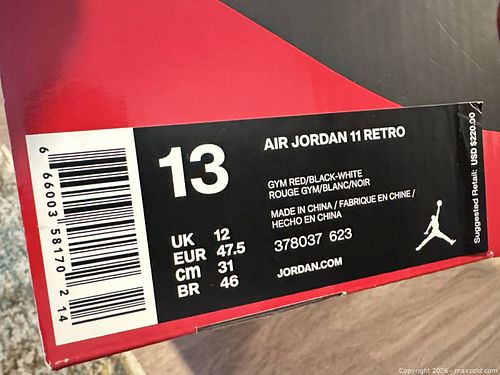 AIR JORDAN 11 RETRO
13
GYM RED/BLACK-WHITE
ROUGE GYM/BLANC/NOIR
MADE IN CHINA / FABRIQUE EN CHINE /
HECHO EN CHINA
378037 623
JORDAN.COM
UK 12
EUR 47.5
cm 31
BR 46
Suggested Retail: USD $220.00
6 66003 58170 2 14
Copyright 2026 - maxsold.com